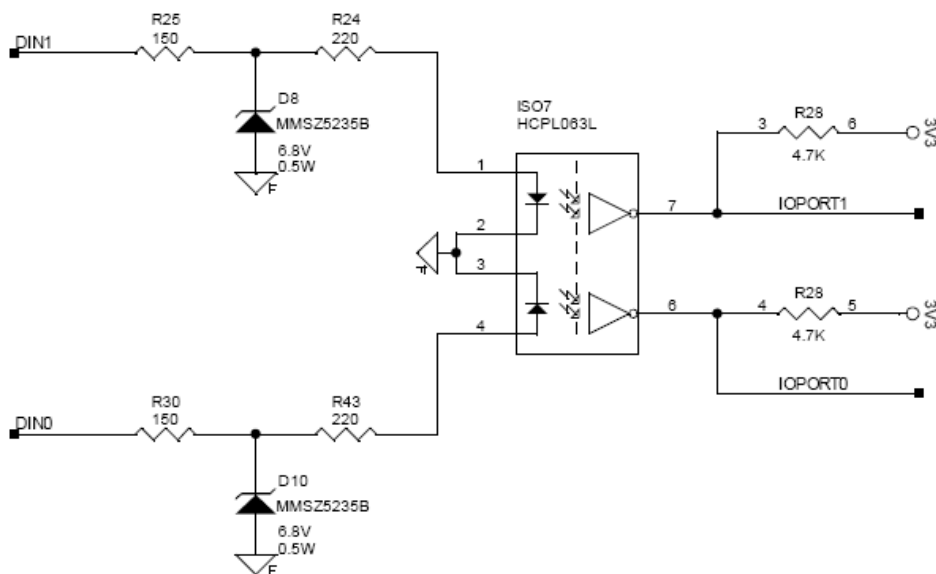 DIN1
R25
150
R24
220
D8
MMSZ5235B
6.8V
0.5W
F
ISO7
HCPL063L
1
2
3
4
F
7
6
3
R28
6
4.7K
3V3
IOPORT1
4
R28
5
4.7K
3V3
IOPORT0
DIN0
R30
150
R43
220
D10
MMSZ5235B
6.8V
0.5W
F